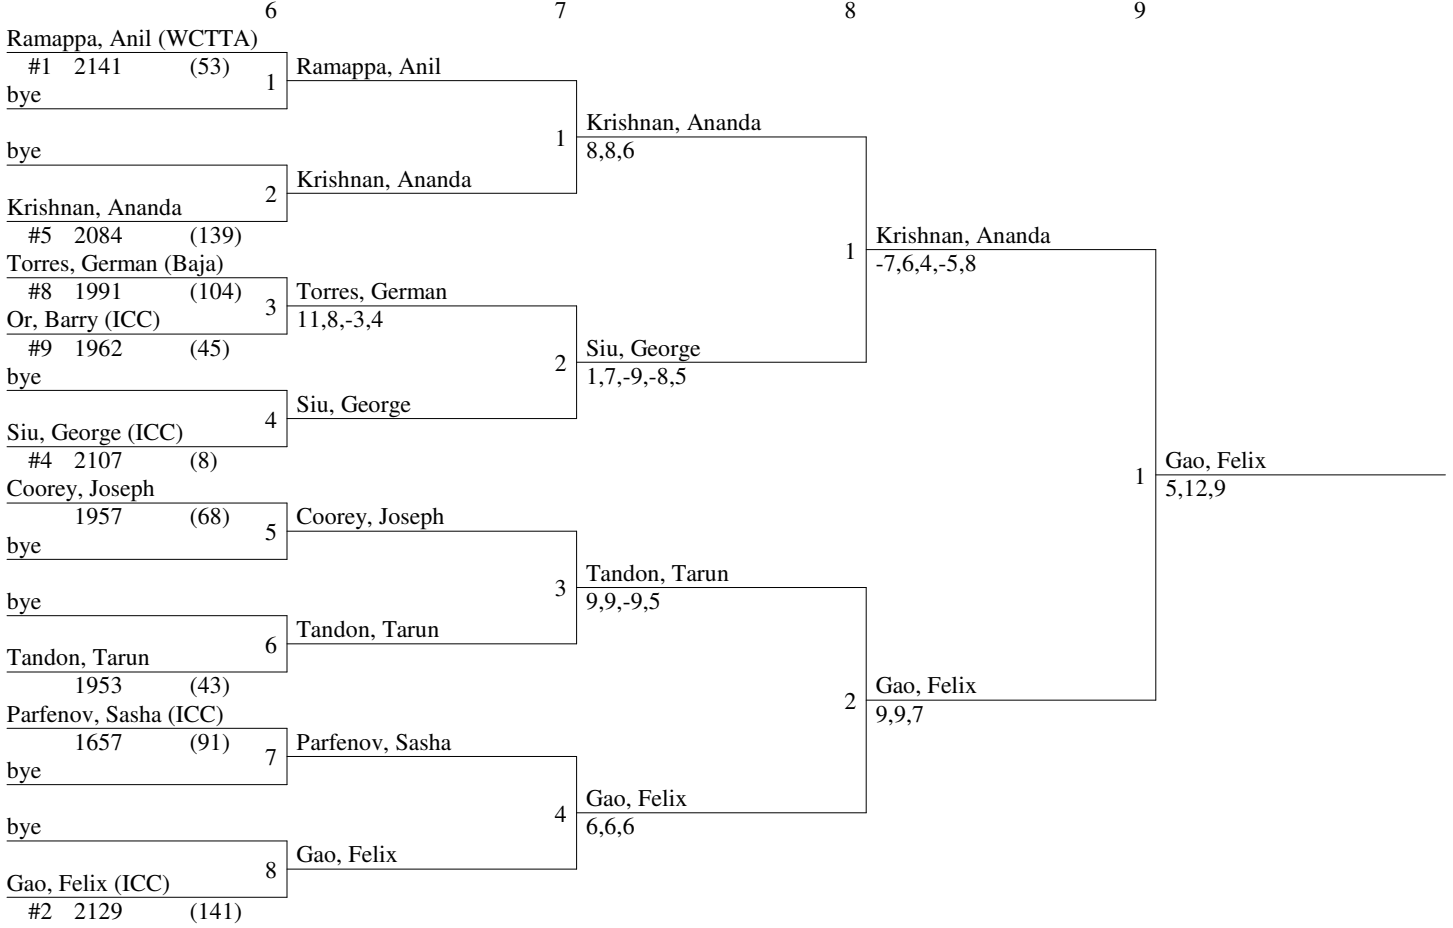 6 7 8 9
Ramappa, Anil (WCTTA)
#1 2141 (53)
bye
1
Ramappa, Anil
bye
Krishnan, Ananda
#5 2084 (139)
2
Krishnan, Ananda
1
Krishnan, Ananda
8,8,6
Torres, German (Baja)
#8 1991 (104)
Or, Barry (ICC)
#9 1962 (45)
3
Torres, German
11,8,-3,4
bye
Siu, George (ICC)
#4 2107 (8)
4
Siu, George
2
Siu, George
1,7,-9,-8,5
1
Krishnan, Ananda
-7,6,4,-5,8
Coorey, Joseph
1957 (68)
bye
5
Coorey, Joseph
bye
Tandon, Tarun
1953 (43)
6
Tandon, Tarun
3
Tandon, Tarun
9,9,-9,5
Parfenov, Sasha (ICC)
1657 (91)
bye
7
Parfenov, Sasha
bye
Gao, Felix (ICC)
#2 2129 (141)
8
Gao, Felix
4
Gao, Felix
6,6,6
2
Gao, Felix
9,9,7
1
Gao, Felix
5,12,9